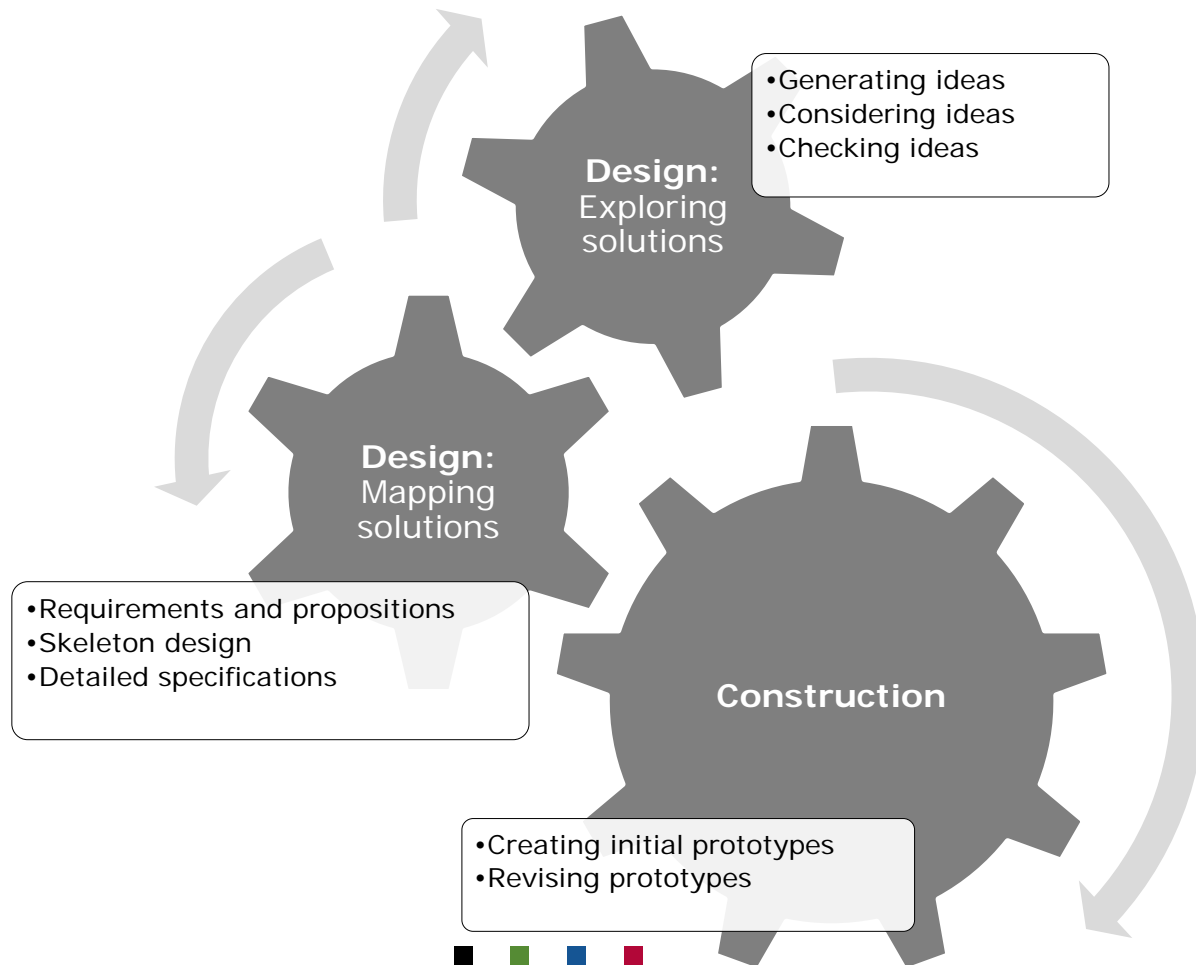 •Generating ideas
•Considering ideas
•Checking ideas
Design:
Exploring
solutions
Design:
Mapping
solutions
•Requirements and propositions
•Skeleton design
•Detailed specifications
Construction
•Creating initial prototypes
•Revising prototypes